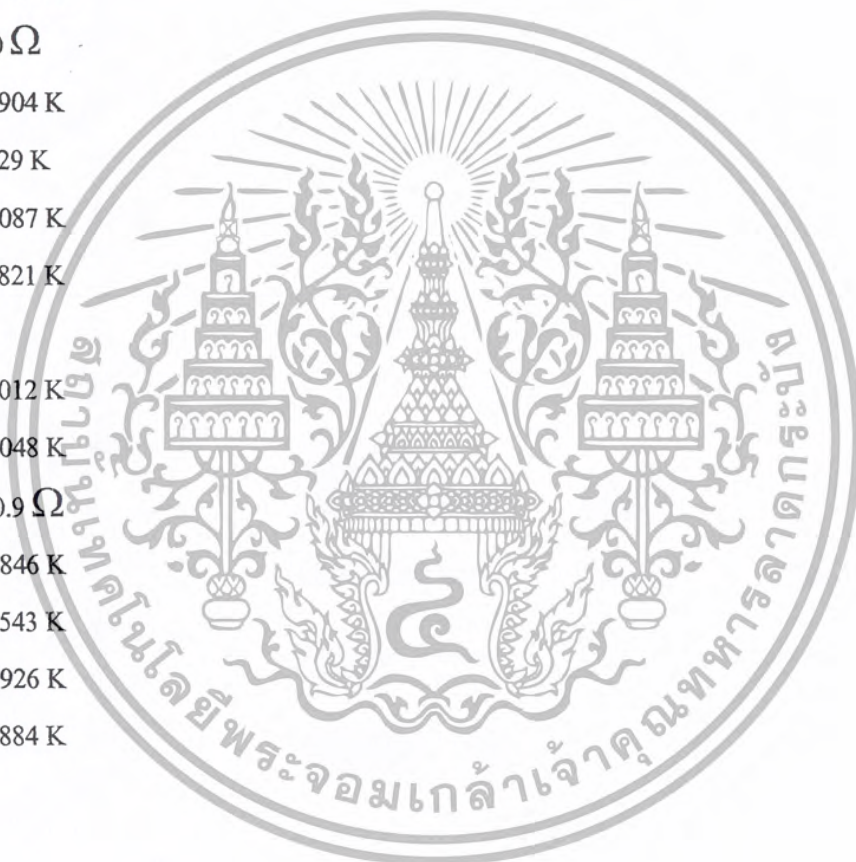 Ω
904 K
29 K
087 K
821 K
012 K
048 K
0.9 Ω
846 K
543 K
926 K
884 K
สถาบันเทคโนโลยีพระจอมเกล้าเจ้าคุณทหารลาดกระบัง
๔